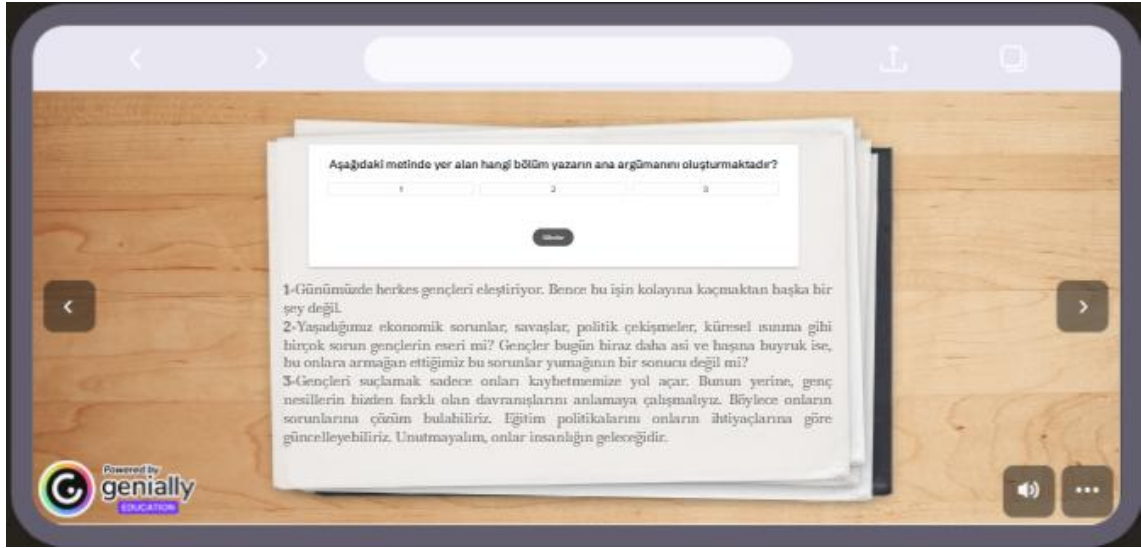 Aşağıdaki metinde yer alan hangi bölüm yazarın ana argümanını oluşturmaktadır?
1 2 3
1-Günümüzde herkes gençleri eleştiriyor. Bence bu işin kolayına kaçmaktan başka bir
şey değil.
2-Yaşadığımız ekonomik sorunlar, savaşlar, politik çekişmeler, küresel ısınma gibi
birçok sorun gençlerin eseri mi? Gençler bugün biraz daha asi ve başına buyruk ise,
bu onlara armağan ettiğimiz bu sorunlar yumağının bir sonucu değil mi?
3-Gençleri suçlamak sadece onları kaybetmemize yol açar. Bunun yerine, genç
nesillerin bizden farklı olan davranışlarını anlamaya çalışmalıyız. Böylece onların
sorunlarına çözüm bulabiliriz. Eğitim politikalarını onların ihtiyaçlarına göre
güncelleyebiliriz. Unutmayalım, onlar insanlığın geleceğidir.
Powered by
genially
EDUCATION